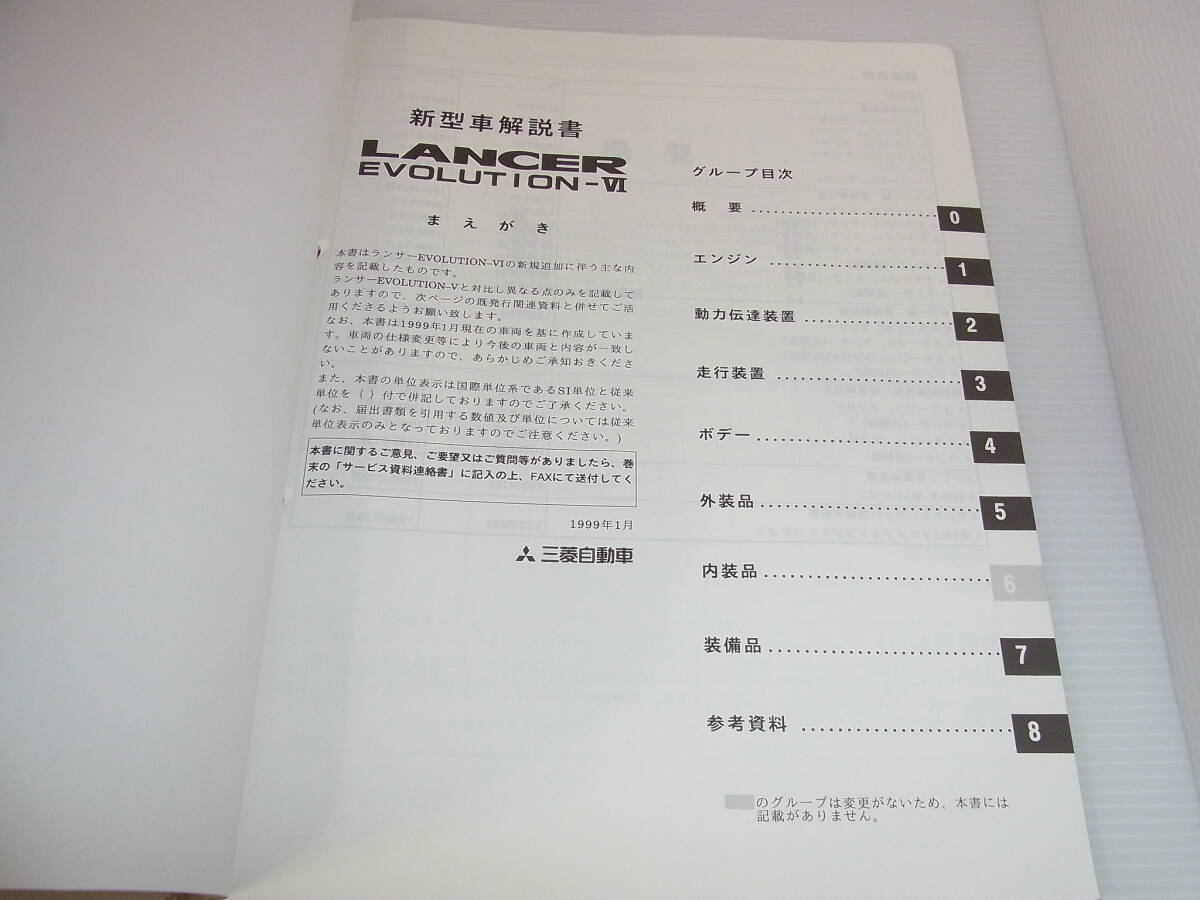 新型車解説書
LANCER
EVOLUTION-VI
まえがき
本書はランサーEVOLUTION–VIの新規追加に伴う主な内
容を記載したものです。
ランサーEVOLUTION–Vと対比し異なる点のみを記載して
ありますので、次ページの既発行関連資料と併せてご活
用くださるようお願い致します。
なお、本書は1999年1月現在の車両を基に作成していま
す。車両の仕様変更等により今後の車両と内容が一致し
ないことがありますので、あらかじめご承知おきくださ
い。
また、本書の単位表示は国際単位系であるSI単位と従来
単位を（ ）付で併記しておりますのでご了承ください。
(なお、届出書類を引用する数値及び単位については従来
単位表示のみとなっておりますのでご注意ください。)
本書に関するご意見、ご要望又はご質問等がありましたら、巻
末の「サービス資料連絡書」に記入の上、FAXにて送付してく
ださい。
1999年1月
三菱自動車
グループ目次
概 要 ............................ 0
エンジン ............................ 1
動力伝達装置 ............................ 2
走行装置 ............................ 3
ボデー ............................ 4
外装品 ............................ 5
内装品 ............................ 6
装備品 ............................ 7
参考資料 ............................ 8
のグループは変更がないため、本書には
記載がありません。